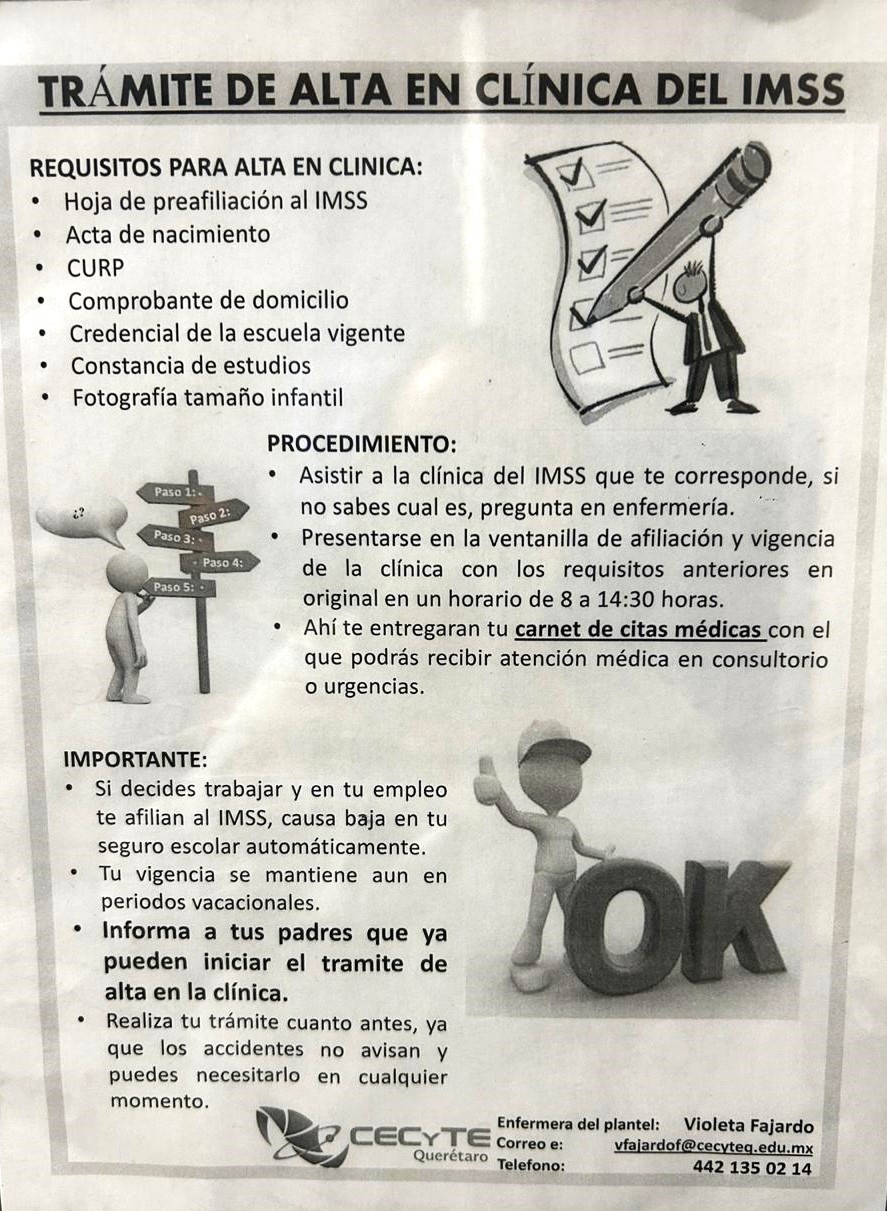 TRÁMITE DE ALTA EN CLÍNICA DEL IMSS
REQUISITOS PARA ALTA EN CLINICA:
• Hoja de preafiliación al IMSS
• Acta de nacimiento
• CURP
• Comprobante de domicilio
• Credencial de la escuela vigente
• Constancia de estudios
• Fotografía tamaño infantil
PROCEDIMIENTO:
• Asistir a la clínica del IMSS que te corresponde, si
no sabes cual es, pregunta en enfermería.
• Presentarse en la ventanilla de afiliación y vigencia
de la clínica con los requisitos anteriores en
original en un horario de 8 a 14:30 horas.
• Ahí te entregaran tu carnet de citas médicas con el
que podrás recibir atención médica en consultorio
o urgencias.
¿?
Paso 1:
Paso 2:
Paso 3:
Paso 4:
Paso 5:
IMPORTANTE:
• Si decides trabajar y en tu empleo
te afilian al IMSS, causa baja en tu
seguro escolar automáticamente.
• Tu vigencia se mantiene aun en
periodos vacacionales.
• Informa a tus padres que ya
pueden iniciar el tramite de
alta en la clínica.
• Realiza tu trámite cuanto antes, ya
que los accidentes no avisan y
puedes necesitarlo en cualquier
momento.
OK
CECyTE
Querétaro
Enfermera del plantel: Violeta Fajardo
Correo e: vfajardof@cecyteq.edu.mx
Telefono: 442 135 02 14